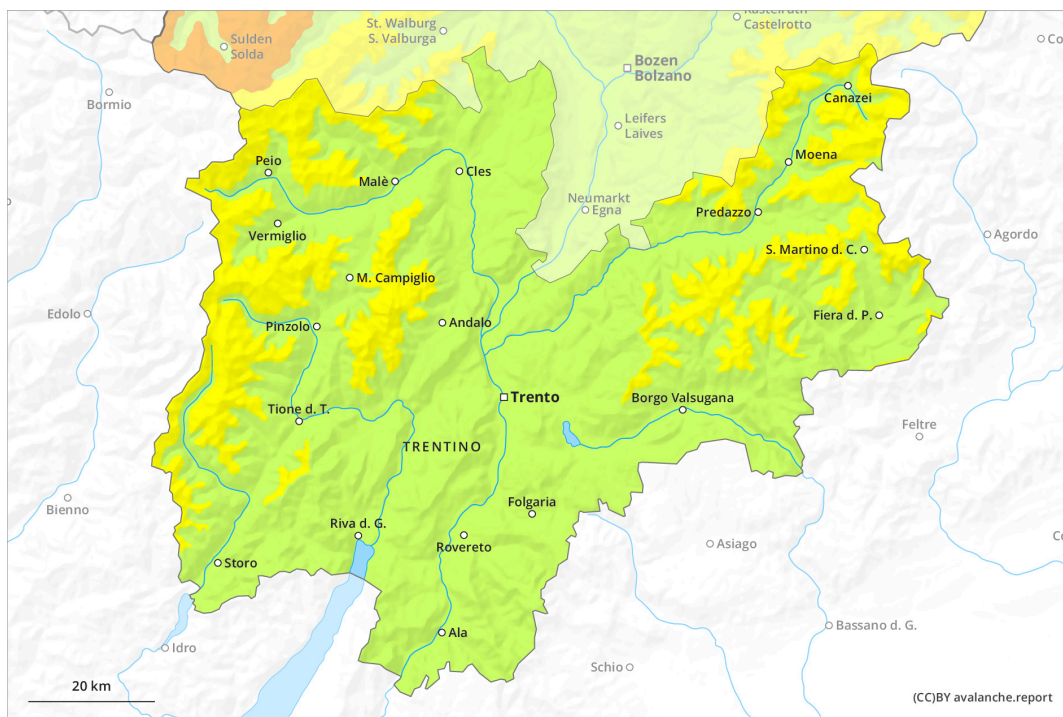 Kastelruth
Castelrotto
St. Walburg
S. Valburga
Sulden
Solda
Bozen
Bolzano
Bormio
Canazei
Leifers
Laives
Moena
Peio
Malè
Cles
Neumarkt
Egna
Predazzo
Vermiglio
Agordo
S. Martino d. C.
M. Campiglio
Edolo
Pinzolo
Andalo
Fiera d. P.
Trento
Borgo Valsugana
Tione d. T.
Feltre
TRENTINO
Bienno
Folgaria
Riva d. G.
Rovereto
Asiago
Storo
Ala
Bassano d. G.
Idro
Schio
20 km
(CC)BY avalanche.report